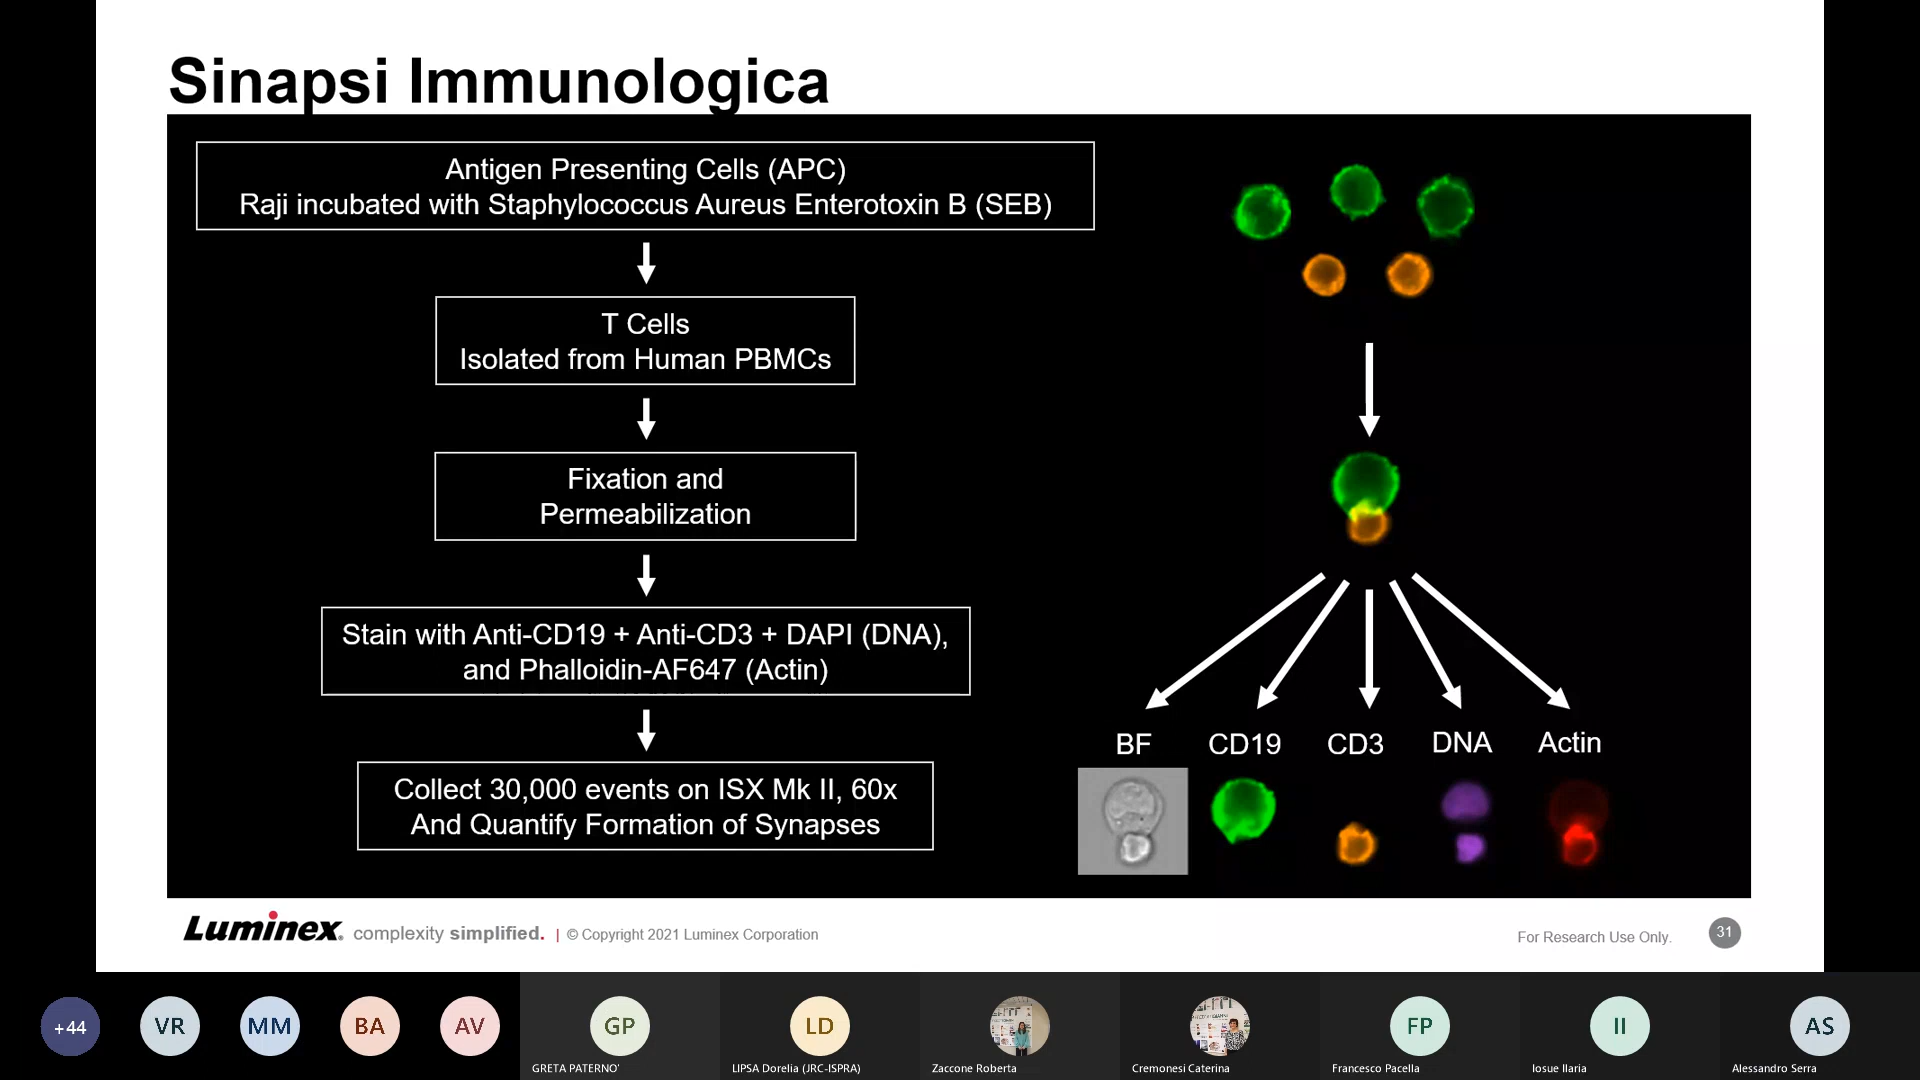 Sinapsi Immunologica
Antigen Presenting Cells (APC)
Raji incubated with Staphylococcus Aureus Enterotoxin B (SEB)
T Cells
Isolated from Human PBMCs
Fixation and
Permeabilization
Stain with Anti-CD19 + Anti-CD3 + DAPI (DNA),
and Phalloidin-AF647 (Actin)
Collect 30,000 events on ISX Mk II, 60x
And Quantify Formation of Synapses
BF CD19 CD3 DNA Actin
Luminex® complexity simplified. | © Copyright 2021 Luminex Corporation
For Research Use Only. 31
+44 VR MM BA AV GP LD FP II AS
GRETA PATERNO' LIPSA Dorelia (JRC-ISPRA) Zaccone Roberta Cremonesi Caterina Francesco Pacella Iosue Ilaria Alessandro Serra